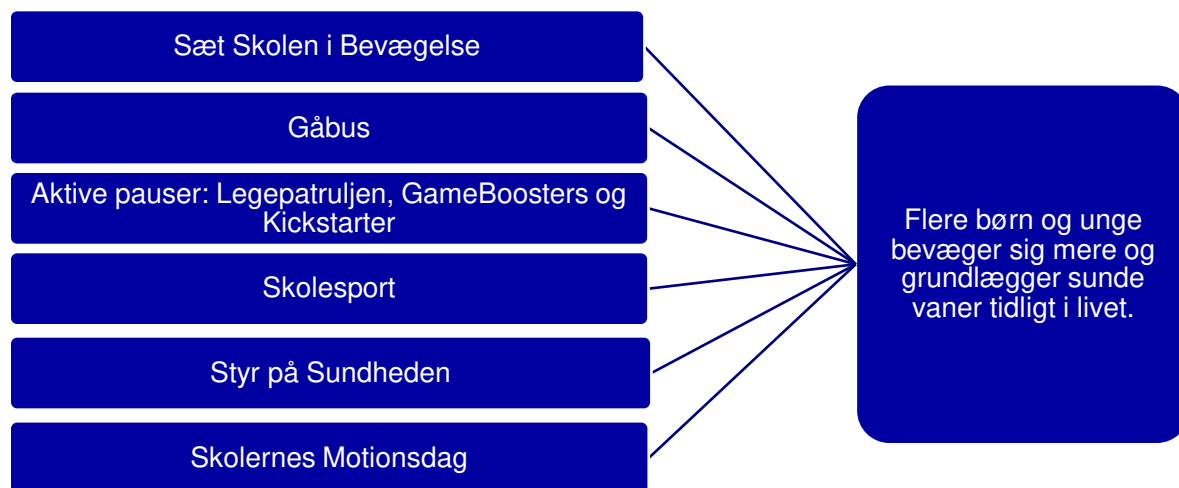 Sæt Skolen i Bevægelse
Gåbus
Aktive pauser: Legepatruljen, GameBoosters og
Kickstarter
Skolesport
Styr på Sundheden
Skolernes Motionsdag
Flere børn og unge
bevæger sig mere og
grundlægger sunde
vaner tidligt i livet.